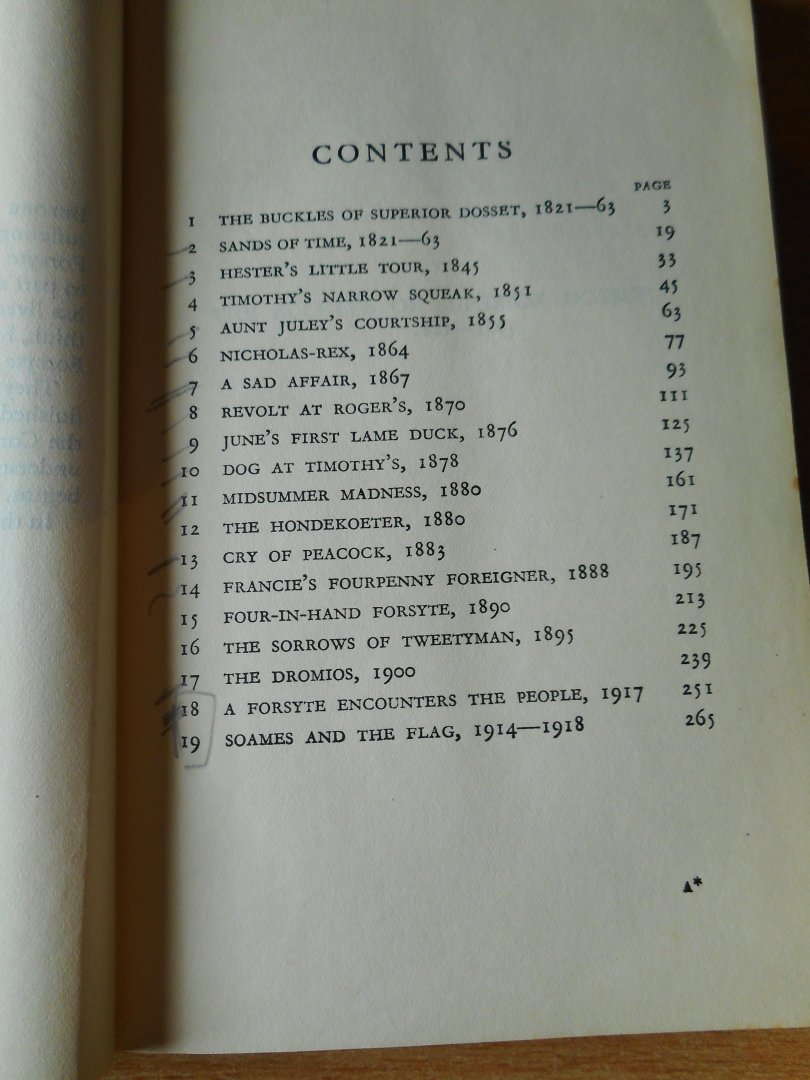 CONTENTS
PAGE
1 THE BUCKLES OF SUPERIOR DOSSET, 1821—63 3
2 SANDS OF TIME, 1821—63 19
3 HESTER'S LITTLE TOUR, 1845 33
4 TIMOTHY'S NARROW SQUEAK, 1851 45
5 AUNT JULEY'S COURTSHIP, 1855 63
6 NICHOLAS-REX, 1864 77
7 A SAD AFFAIR, 1867 93
8 REVOLT AT ROGER'S, 1870 111
9 JUNE'S FIRST LAME DUCK, 1876 125
10 DOG AT TIMOTHY'S, 1878 137
11 MIDSUMMER MADNESS, 1880 161
12 THE HONDEKOETER, 1880 171
13 CRY OF PEACOCK, 1883 187
14 FRANCIE'S FOURPENNY FOREIGNER, 1888 195
15 FOUR-IN-HAND FORSYTE, 1890 213
16 THE SORROWS OF TWEETYMAN, 1895 225
17 THE DROMIOS, 1900 239
18 A FORSYTE ENCOUNTERS THE PEOPLE, 1917 251
19 SOAMES AND THE FLAG, 1914—1918 265
A*